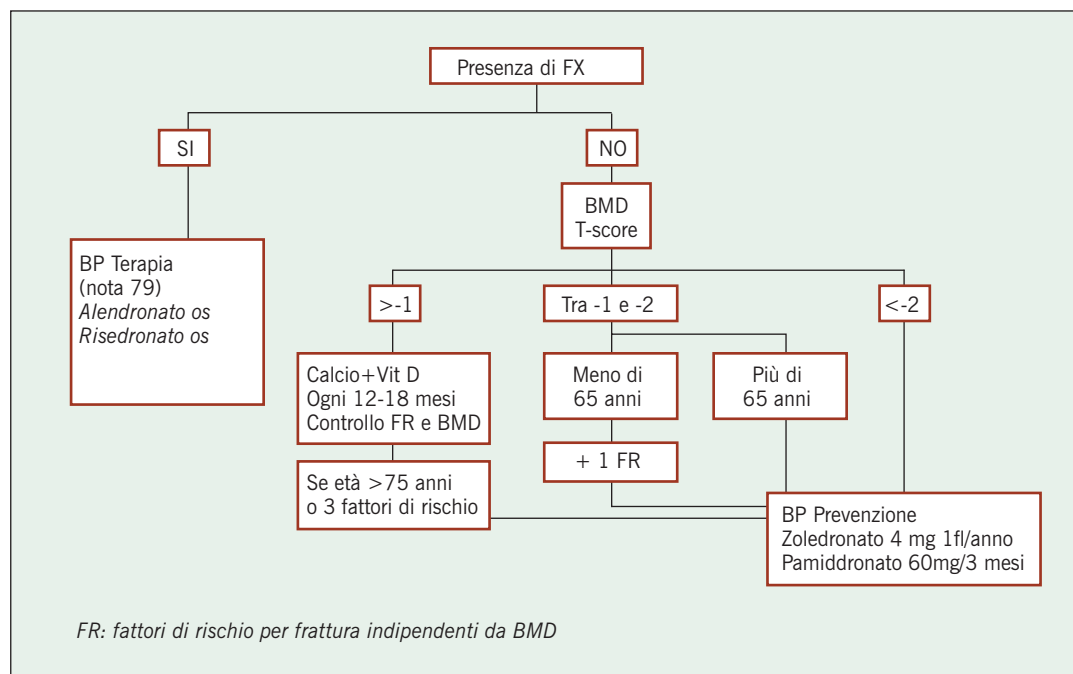 Presenza di FX
SI
NO
BMD
T-score
BP Terapia
(nota 79)
Alendronato os
Risedronato os
>-1
Tra -1 e -2
<-2
Calcio+Vit D
Ogni 12-18 mesi
Controllo FR e BMD
Meno di
65 anni
Più di
65 anni
+ 1 FR
Se età >75 anni
o 3 fattori di rischio
BP Prevenzione
Zoledronato 4 mg 1fl/anno
Pamiddronato 60mg/3 mesi
FR: fattori di rischio per frattura indipendenti da BMD